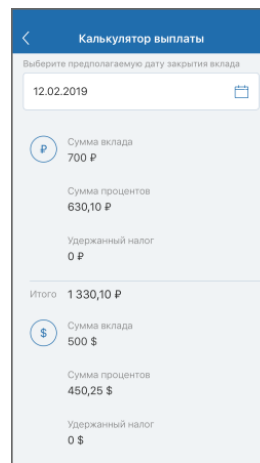 Калькулятор выплаты
Выберите предполагаемую дату закрытия вклада
12.02.2019
₽
Сумма вклада
700 ₽
Сумма процентов
630,10 ₽
Удержанный налог
0 ₽
Итого 1 330,10 ₽
$
Сумма вклада
500 $
Сумма процентов
450,25 $
Удержанный налог
0 $